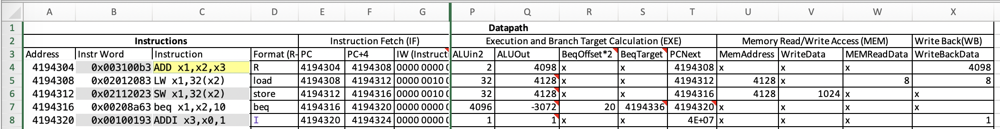 A B C D E F G P Q R S T U V W X
1 Datapath
2 Instructions Instruction Fetch (IF) Execution and Branch Target Calculation (EXE) Memory Read/Write Access (MEM) Write Back(WB)
3 Address Instr Word Instruction Format (R- PC PC+4 IW (Instruct ALUin2 ALUOut BeqOffset*2 BeqTarget PCNext MemAddress WriteData MEMReadData WriteBackData
4 4194304 0x003100b3 ADD x1,x2,x3 R 4194304 4194308 0000 0000 0 2 4098 x x 4194308 x x x 4098
5 4194308 0x02012083 LW x1,32(x2) load 4194308 4194312 0000 0010 0 32 4128 x x 4194312 4128 x 8 8
6 4194312 0x02112023 SW x1,32(x2) store 4194312 4194316 0000 0010 0 32 4128 x x 4194316 4128 1024 x x
7 4194316 0x00208a63 beq x1,x2,10 beq 4194316 4194320 0000 0000 0 4096 -3072 20 4194336 4194320 x x x x
8 4194320 0x00100193 ADDI x3,x0,1 I 4194320 4194324 0000 0000 0 1 1 x x 4E+07 x x x 1